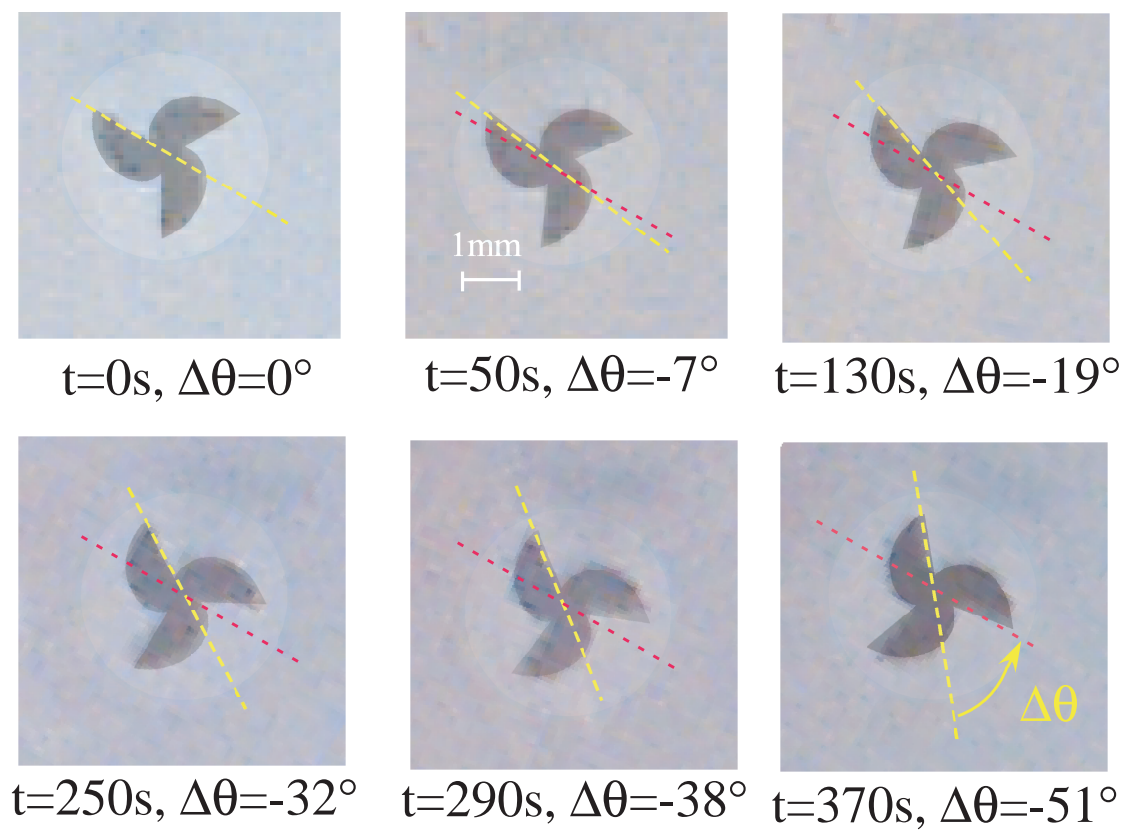 1mm
t=0s, Δθ=0°
t=50s, Δθ=-7°
t=130s, Δθ=-19°
Δθ
t=250s, Δθ=-32°
t=290s, Δθ=-38°
t=370s, Δθ=-51°